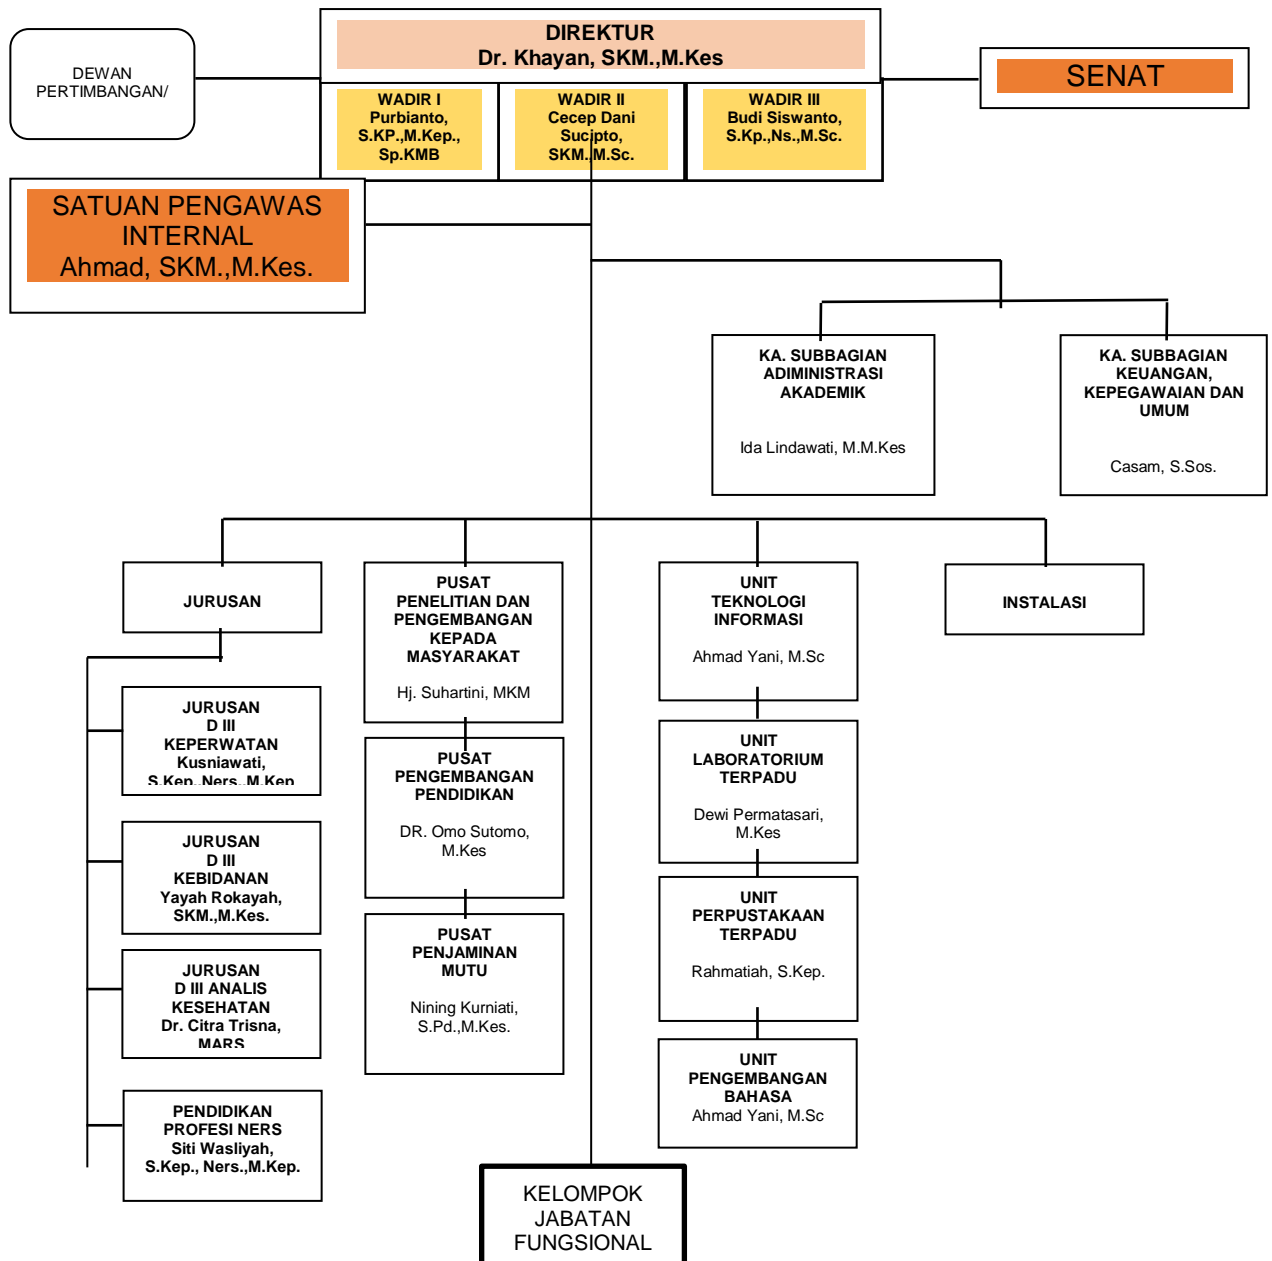 DIREKTUR
Dr. Khayan, SKM.,M.Kes
DEWAN
PERTIMBANGAN/
SENAT
WADIR I
Purbianto,
S.KP.,M.Kep.,
Sp.KMB
WADIR II
Cecep Dani
Sucipto,
SKM.,M.Sc.
WADIR III
Budi Siswanto,
S.Kp.,Ns.,M.Sc.
SATUAN PENGAWAS
INTERNAL
Ahmad, SKM.,M.Kes.
KA. SUBBAGIAN
ADIMINISTRASI
AKADEMIK
Ida Lindawati, M.M.Kes
KA. SUBBAGIAN
KEUANGAN,
KEPEGAWAIAN DAN
UMUM
Casam, S.Sos.
JURUSAN
JURUSAN
D III
KEPERWATAN
Kusniawati,
S.Kep.,Ners.,M.Kep
JURUSAN
D III
KEBIDANAN
Yayah Rokayah,
SKM.,M.Kes.
JURUSAN
D III ANALIS
KESEHATAN
Dr. Citra Trisna,
MARS
PENDIDIKAN
PROFESI NERS
Siti Wasliyah,
S.Kep., Ners.,M.Kep.
PUSAT
PENELITIAN DAN
PENGEMBANGAN
KEPADA
MASYARAKAT
Hj. Suhartini, MKM
PUSAT
PENGEMBANGAN
PENDIDIKAN
DR. Omo Sutomo,
M.Kes
PUSAT
PENJAMINAN
MUTU
Nining Kurniati,
S.Pd.,M.Kes.
UNIT
TEKNOLOGI
INFORMASI
Ahmad Yani, M.Sc
UNIT
LABORATORIUM
TERPADU
Dewi Permatasari,
M.Kes
UNIT
PERPUSTAKAAN
TERPADU
Rahmatiah, S.Kep.
UNIT
PENGEMBANGAN
BAHASA
Ahmad Yani, M.Sc
INSTALASI
KELOMPOK
JABATAN
FUNGSIONAL